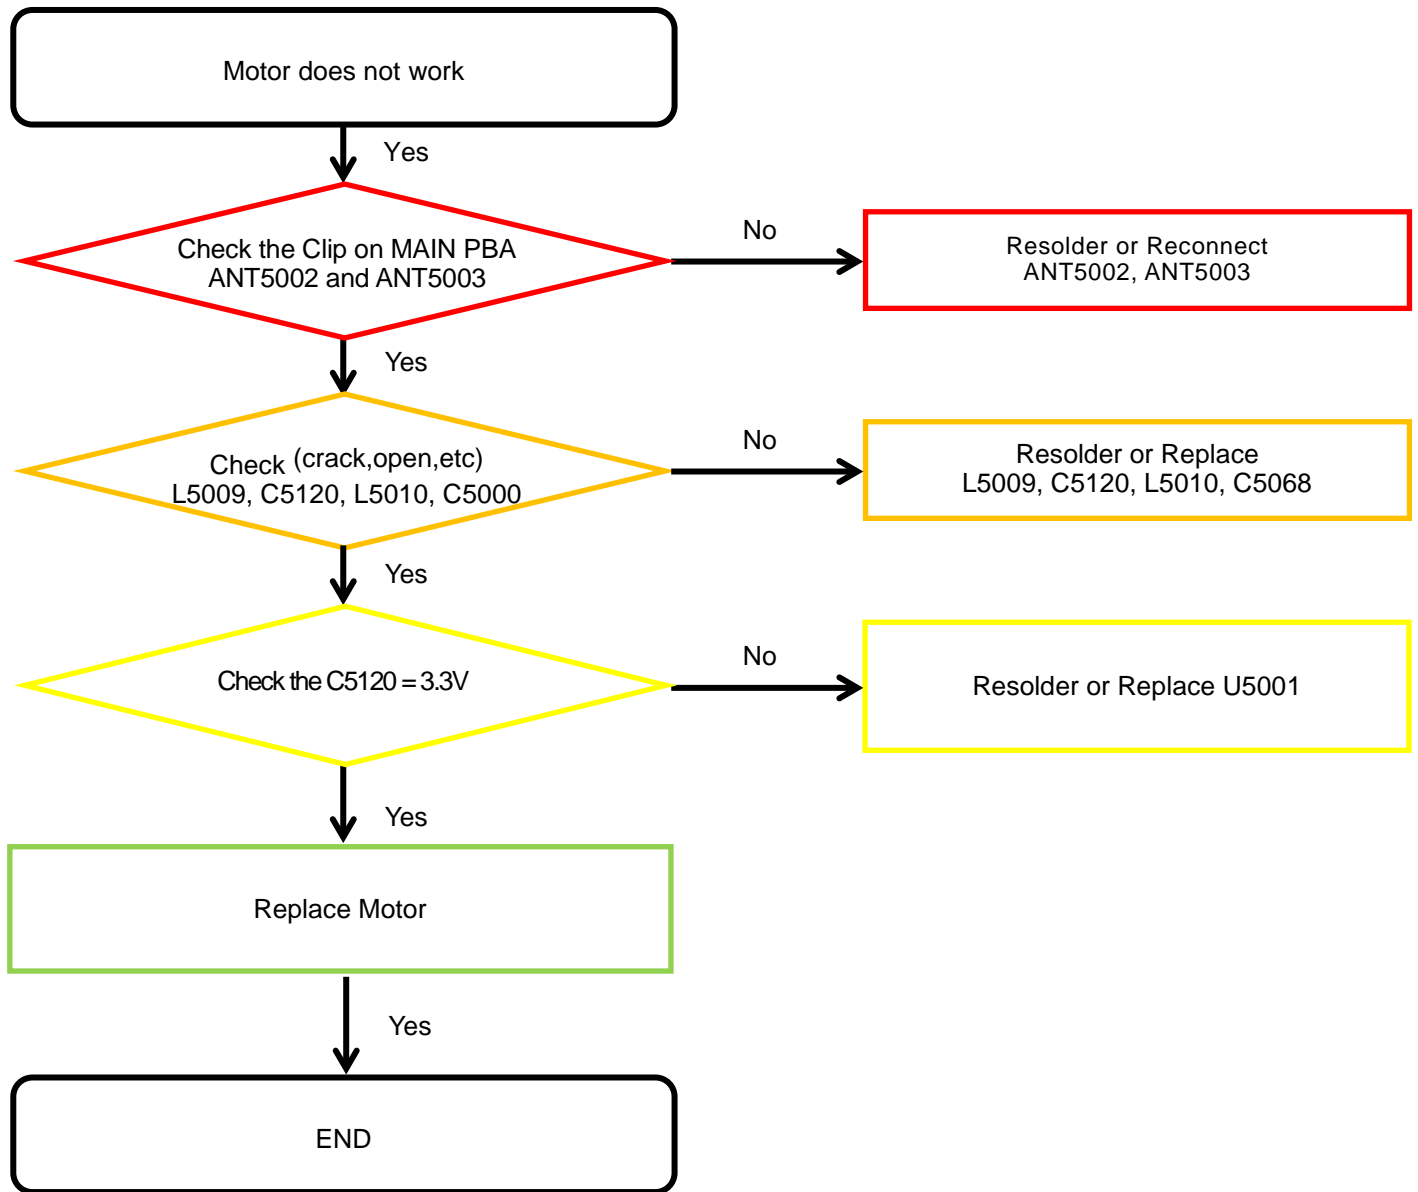 Motor does not work
Yes
Check the Clip on MAIN PBA
ANT5002 and ANT5003
No
Resolder or Reconnect
ANT5002, ANT5003
Yes
Check (crack,open,etc)
L5009, C5120, L5010, C5000
No
Resolder or Replace
L5009, C5120, L5010, C5068
Yes
Check the C5120 = 3.3V
No
Resolder or Replace U5001
Yes
Replace Motor
Yes
END